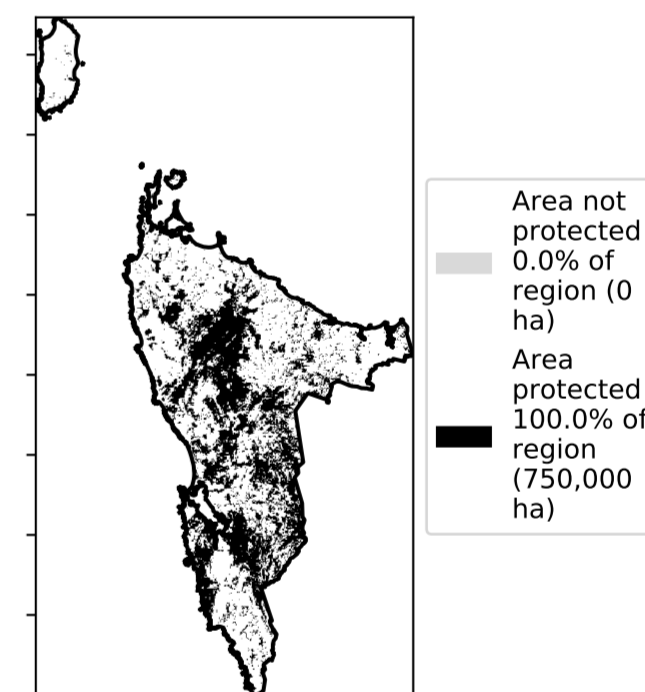 Area not
protected
0.0% of
region (0
ha)
Area
protected
100.0% of
region
(750,000
ha)